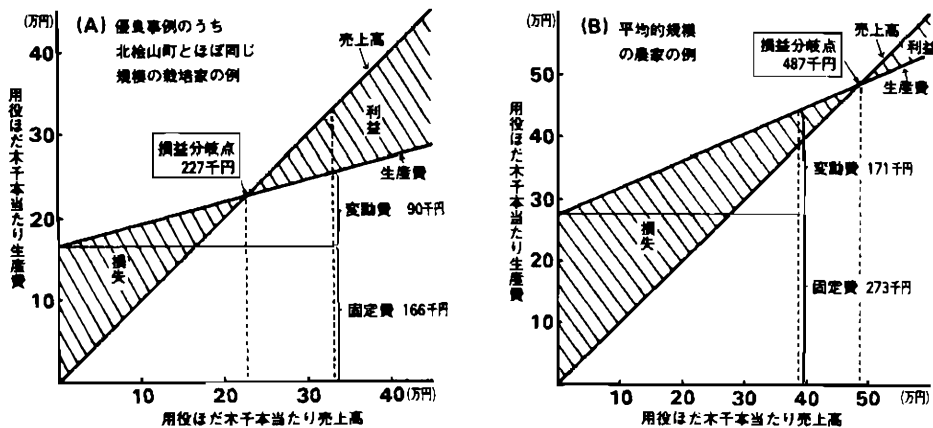 (万円)
(A) 優良事例のうち
北桧山町とほぼ同じ
規模の栽培家の例
売上高
利益
損益分岐点
227千円
生産費
変動費 90千円
損失
固定費 166千円
40
30
20
10
用役ほだ木千本当たり生産費
10 20 30 40 (万円)
用役ほだ木千本当たり売上高
(万円)
(B) 平均的規模
の農家の例
売上高
利益
損益分岐点
487千円
生産費
変動費 171千円
損失
固定費 273千円
50
40
30
20
10
用役ほだ木千本当たり生産費
10 20 30 40 50 (万円)
用役ほだ木千本当たり売上高